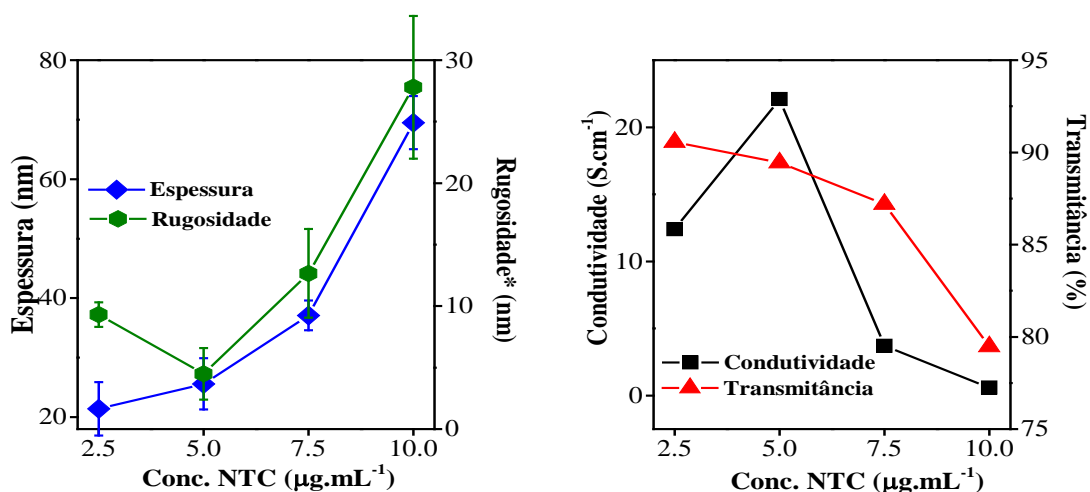 80
60
40
20
Espessura (nm)
30
20
10
0
Rugosidade* (nm)
Espessura
Rugosidade
2.5 5.0 7.5 10.0
Conc. NTC (μg.mL⁻¹)
20
10
0
Condutividade (S.cm⁻¹)
95
90
85
80
75
Transmitância
(%)
Condutividade
Transmitância
2.5 5.0 7.5 10.0
Conc. NTC (μg.mL⁻¹)